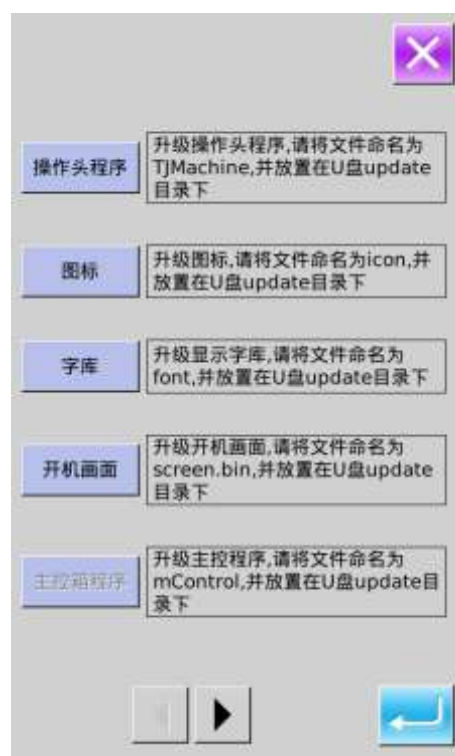 操作头程序
升级操作头程序,请将文件命名为
TJMachine,并放置在U盘update
目录下
图标
升级图标,请将文件命名为icon,并
放置在U盘update目录下
字库
升级显示字库,请将文件命名为
font,并放置在U盘update目录下
开机画面
升级开机画面,请将文件命名为
screen.bin,并放置在U盘update
目录下
主控箱程序
升级主控程序,请将文件命名为
mControl,并放置在U盘update目
录下